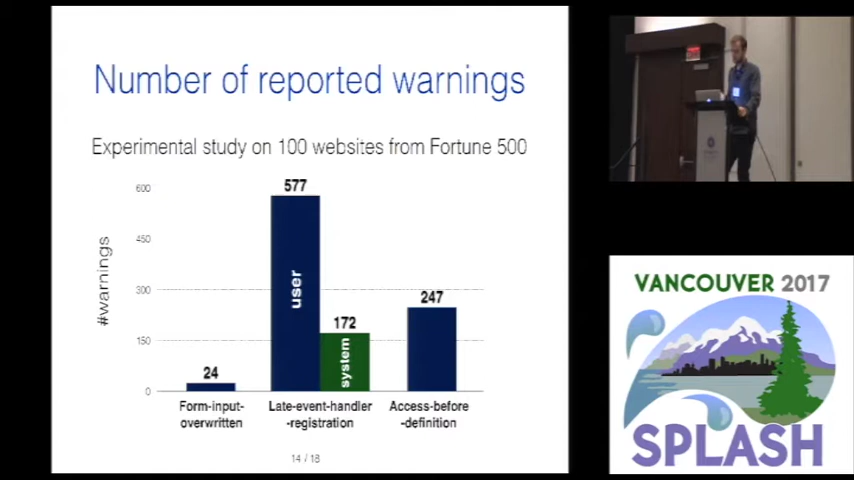 Number of reported warnings
Experimental study on 100 websites from Fortune 500
#warnings
600
450
300
150
0
24
577
user
172
system
247
Form-input-
overwritten
Late-event-handler
-registration
Access-before
-definition
14 / 18
VANCOUVER 2017
SPLASH